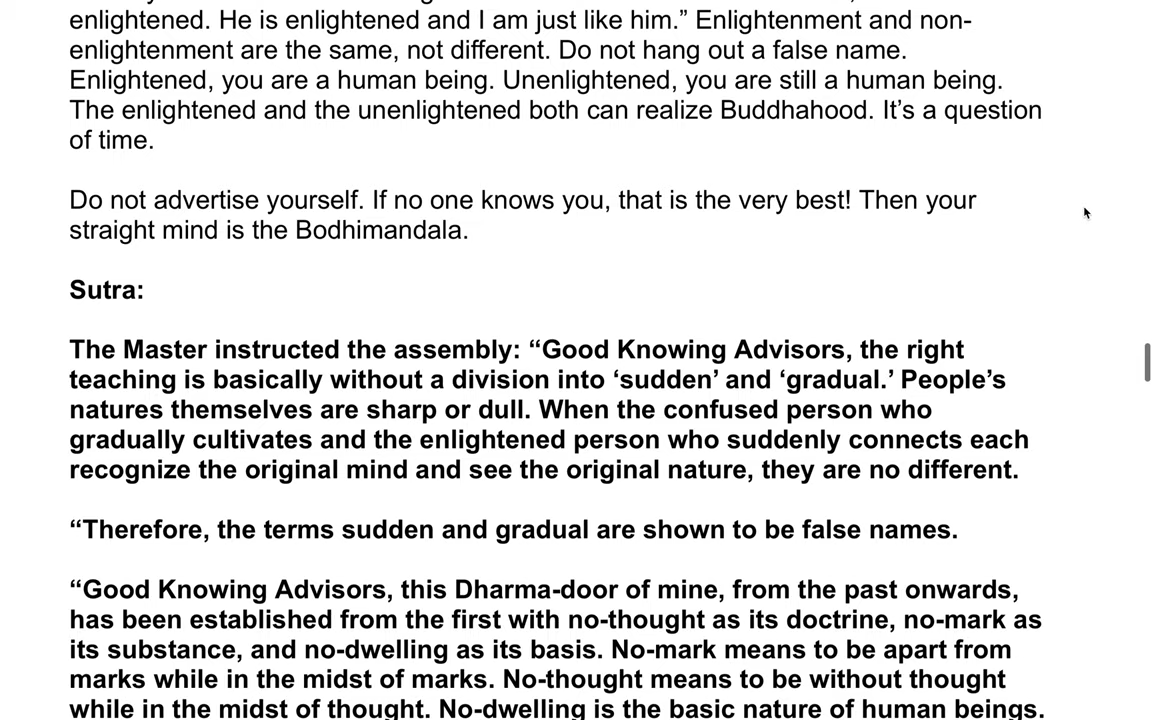 enlightened. He is enlightened and I am just like him.” Enlightenment and non-
enlightenment are the same, not different. Do not hang out a false name.
Enlightened, you are a human being. Unenlightened, you are still a human being.
The enlightened and the unenlightened both can realize Buddhahood. It’s a question
of time.
Do not advertise yourself. If no one knows you, that is the very best! Then your
straight mind is the Bodhimandala.
Sutra:
The Master instructed the assembly: “Good Knowing Advisors, the right
teaching is basically without a division into ‘sudden’ and ‘gradual.’ People’s
natures themselves are sharp or dull. When the confused person who
gradually cultivates and the enlightened person who suddenly connects each
recognize the original mind and see the original nature, they are no different.
“Therefore, the terms sudden and gradual are shown to be false names.
“Good Knowing Advisors, this Dharma-door of mine, from the past onwards,
has been established from the first with no-thought as its doctrine, no-mark as
its substance, and no-dwelling as its basis. No-mark means to be apart from
marks while in the midst of marks. No-thought means to be without thought
while in the midst of thought. No-dwelling is the basic nature of human beings.